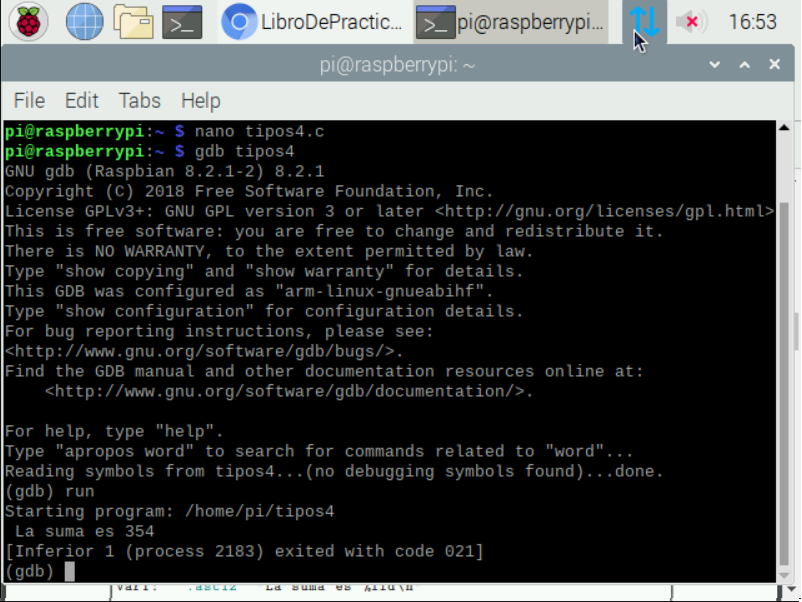 LibroDePractic... pi@raspberrypi... 16:53
pi@raspberrypi: ~
File Edit Tabs Help
pi@raspberrypi:~ $ nano tipos4.c
pi@raspberrypi:~ $ gdb tipos4
GNU gdb (Raspbian 8.2.1-2) 8.2.1
Copyright (C) 2018 Free Software Foundation, Inc.
License GPLv3+: GNU GPL version 3 or later <http://gnu.org/licenses/gpl.html>
This is free software: you are free to change and redistribute it.
There is NO WARRANTY, to the extent permitted by law.
Type "show copying" and "show warranty" for details.
This GDB was configured as "arm-linux-gnueabihf".
Type "show configuration" for configuration details.
For bug reporting instructions, please see:
<http://www.gnu.org/software/gdb/bugs/>.
Find the GDB manual and other documentation resources online at:
    <http://www.gnu.org/software/gdb/documentation/>.

For help, type "help".
Type "apropos word" to search for commands related to "word"...
Reading symbols from tipos4...(no debugging symbols found)...done.
(gdb) run
Starting program: /home/pi/tipos4
 La suma es 354
[Inferior 1 (process 2183) exited with code 021]
(gdb)
var1: "La suma es